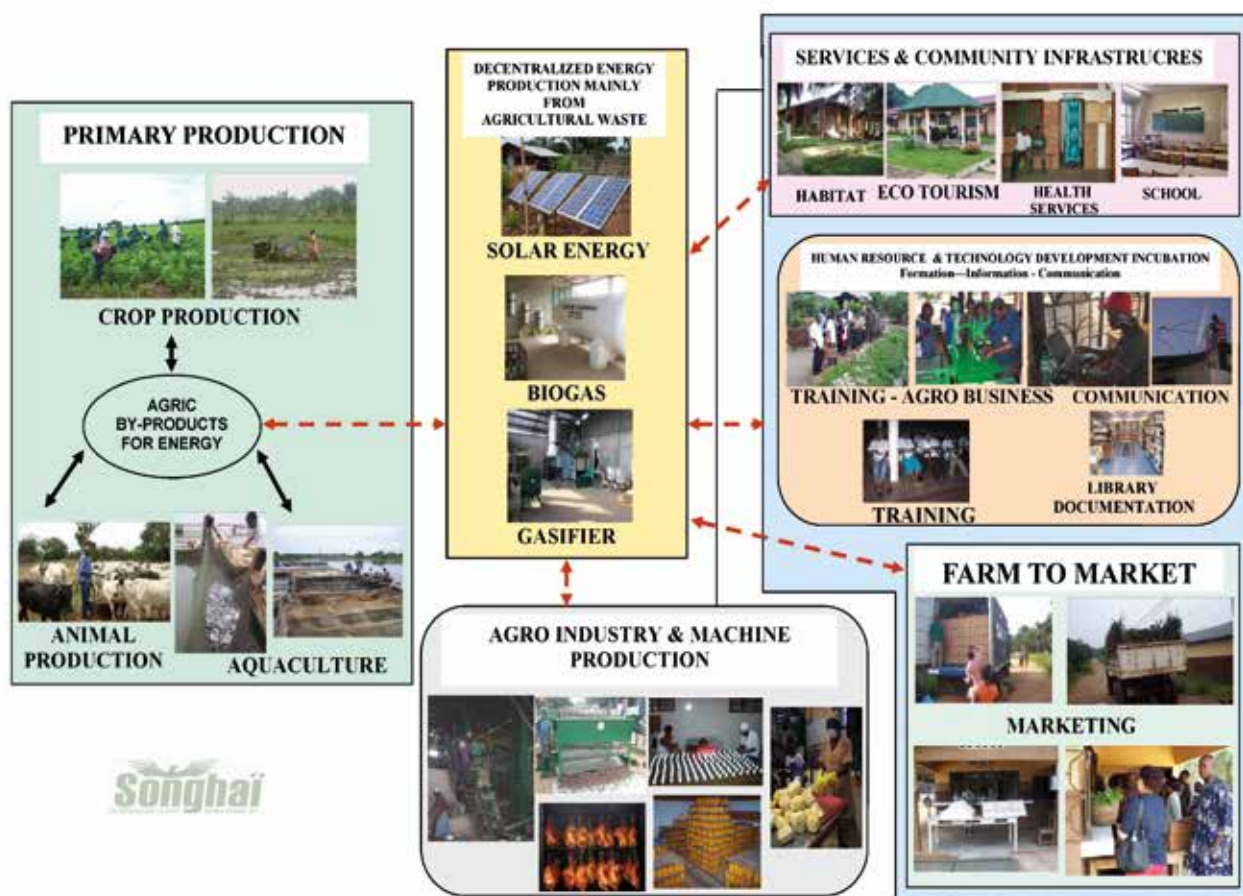 PRIMARY PRODUCTION
CROP PRODUCTION
AGRIC
BY-PRODUCTS
FOR ENERGY
ANIMAL
PRODUCTION
AQUACULTURE
Songhaï
DECENTRALIZED ENERGY
PRODUCTION MAINLY
FROM
AGRICULTURAL WASTE
SOLAR ENERGY
BIOGAS
GASIFIER
AGRO INDUSTRY & MACHINE
PRODUCTION
SERVICES & COMMUNITY INFRASTRUCRES
HABITAT
ECO TOURISM
HEALTH
SERVICES
SCHOOL
HUMAN RESOURCE & TECHNOLOGY DEVELOPMENT INCUBATION
Formation—Information - Communication
TRAINING - AGRO BUSINESS
COMMUNICATION
TRAINING
LIBRARY
DOCUMENTATION
FARM TO MARKET
MARKETING